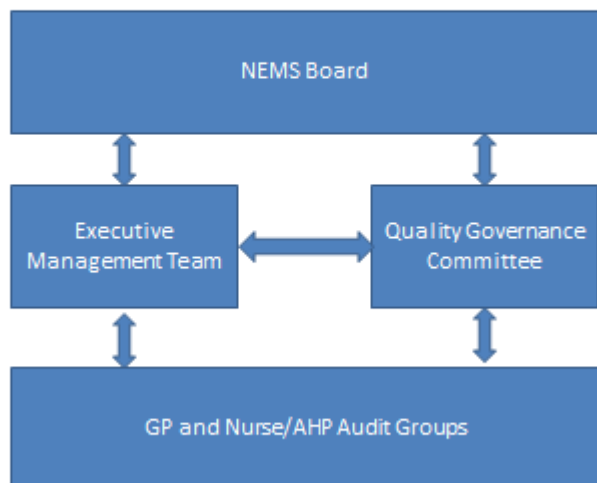 NEMS Board
Executive
Management Team
Quality Governance
Committee
GP and Nurse/AHP Audit Groups